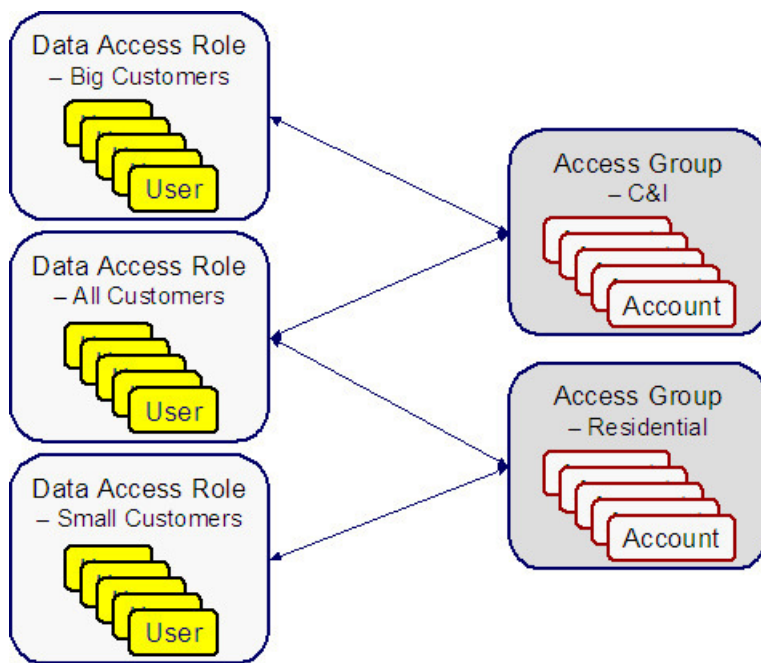 Data Access Role
– Big Customers
User
Data Access Role
– All Customers
User
Data Access Role
– Small Customers
User
Access Group
– C&I
Account
Access Group
– Residential
Account